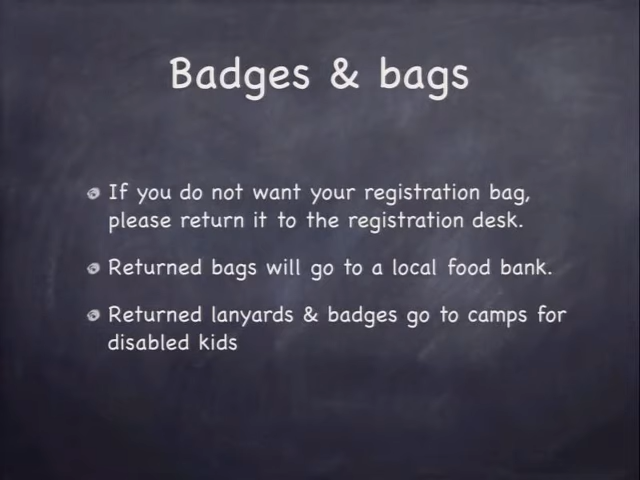 Badges & bags
If you do not want your registration bag,
please return it to the registration desk.
Returned bags will go to a local food bank.
Returned lanyards & badges go to camps for
disabled kids